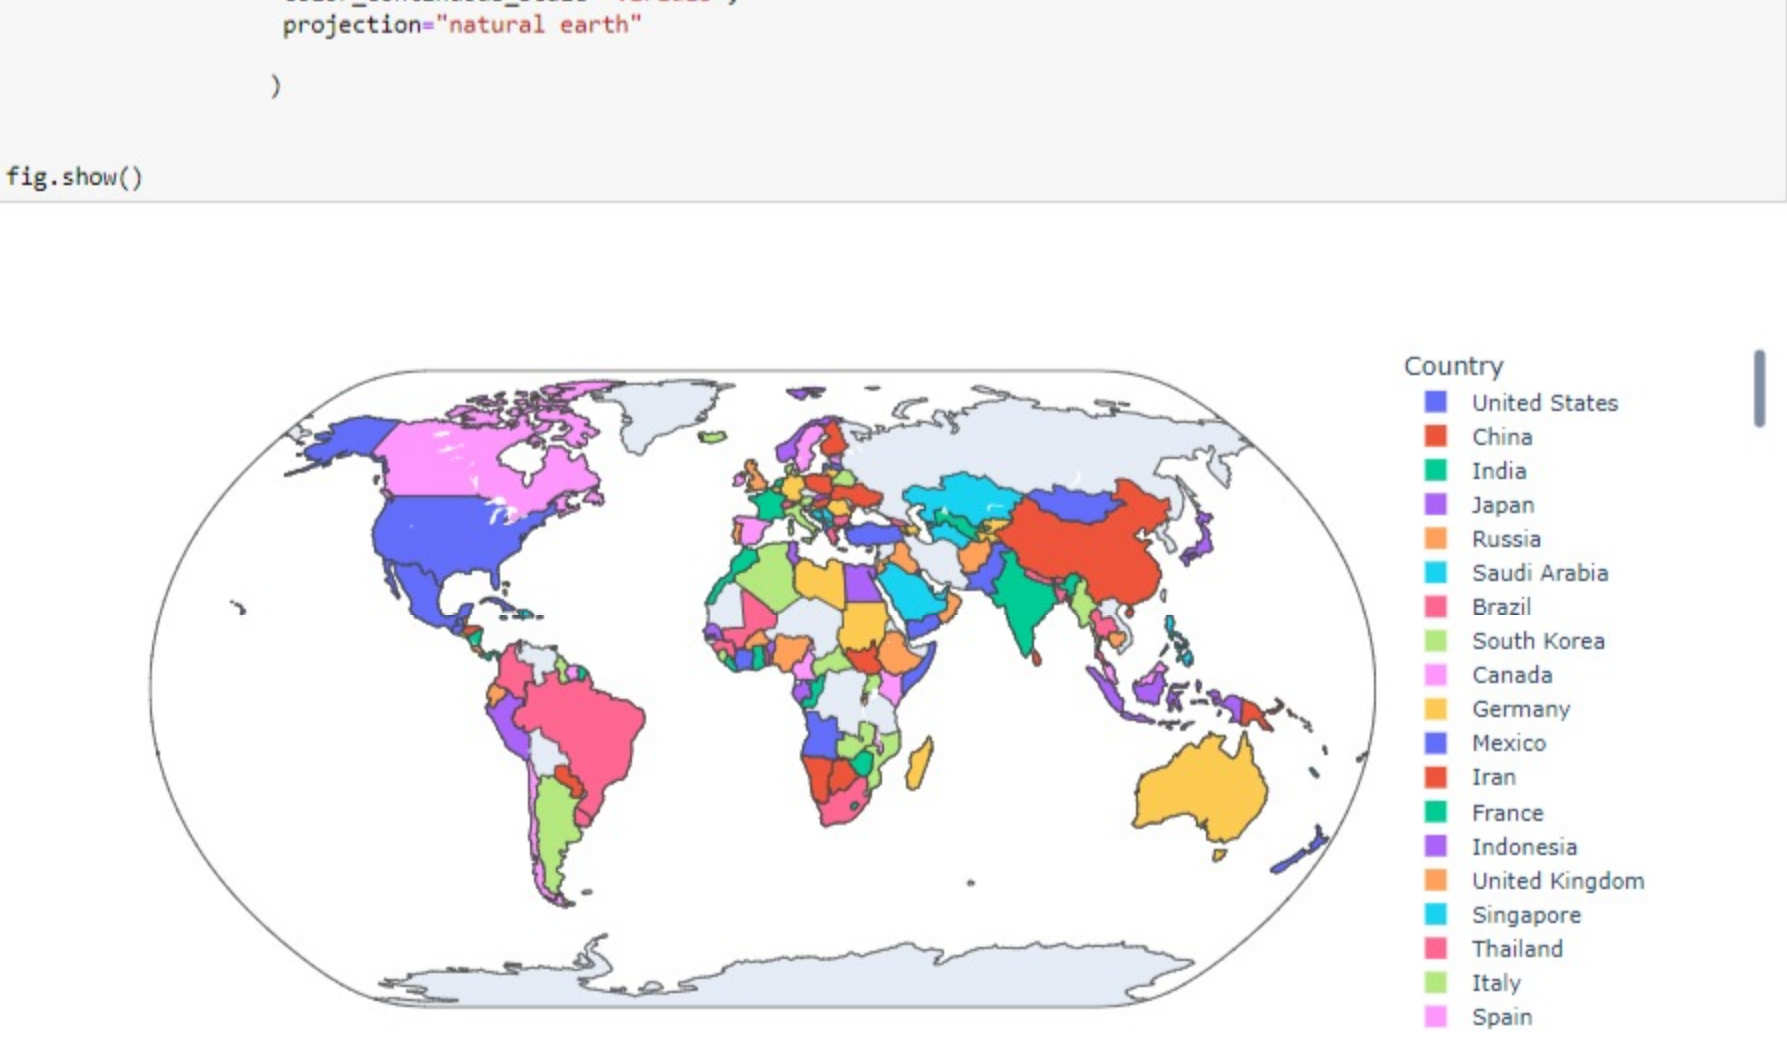 projection="natural earth"
)
fig.show()
Country
United States
China
India
Japan
Russia
Saudi Arabia
Brazil
South Korea
Canada
Germany
Mexico
Iran
France
Indonesia
United Kingdom
Singapore
Thailand
Italy
Spain